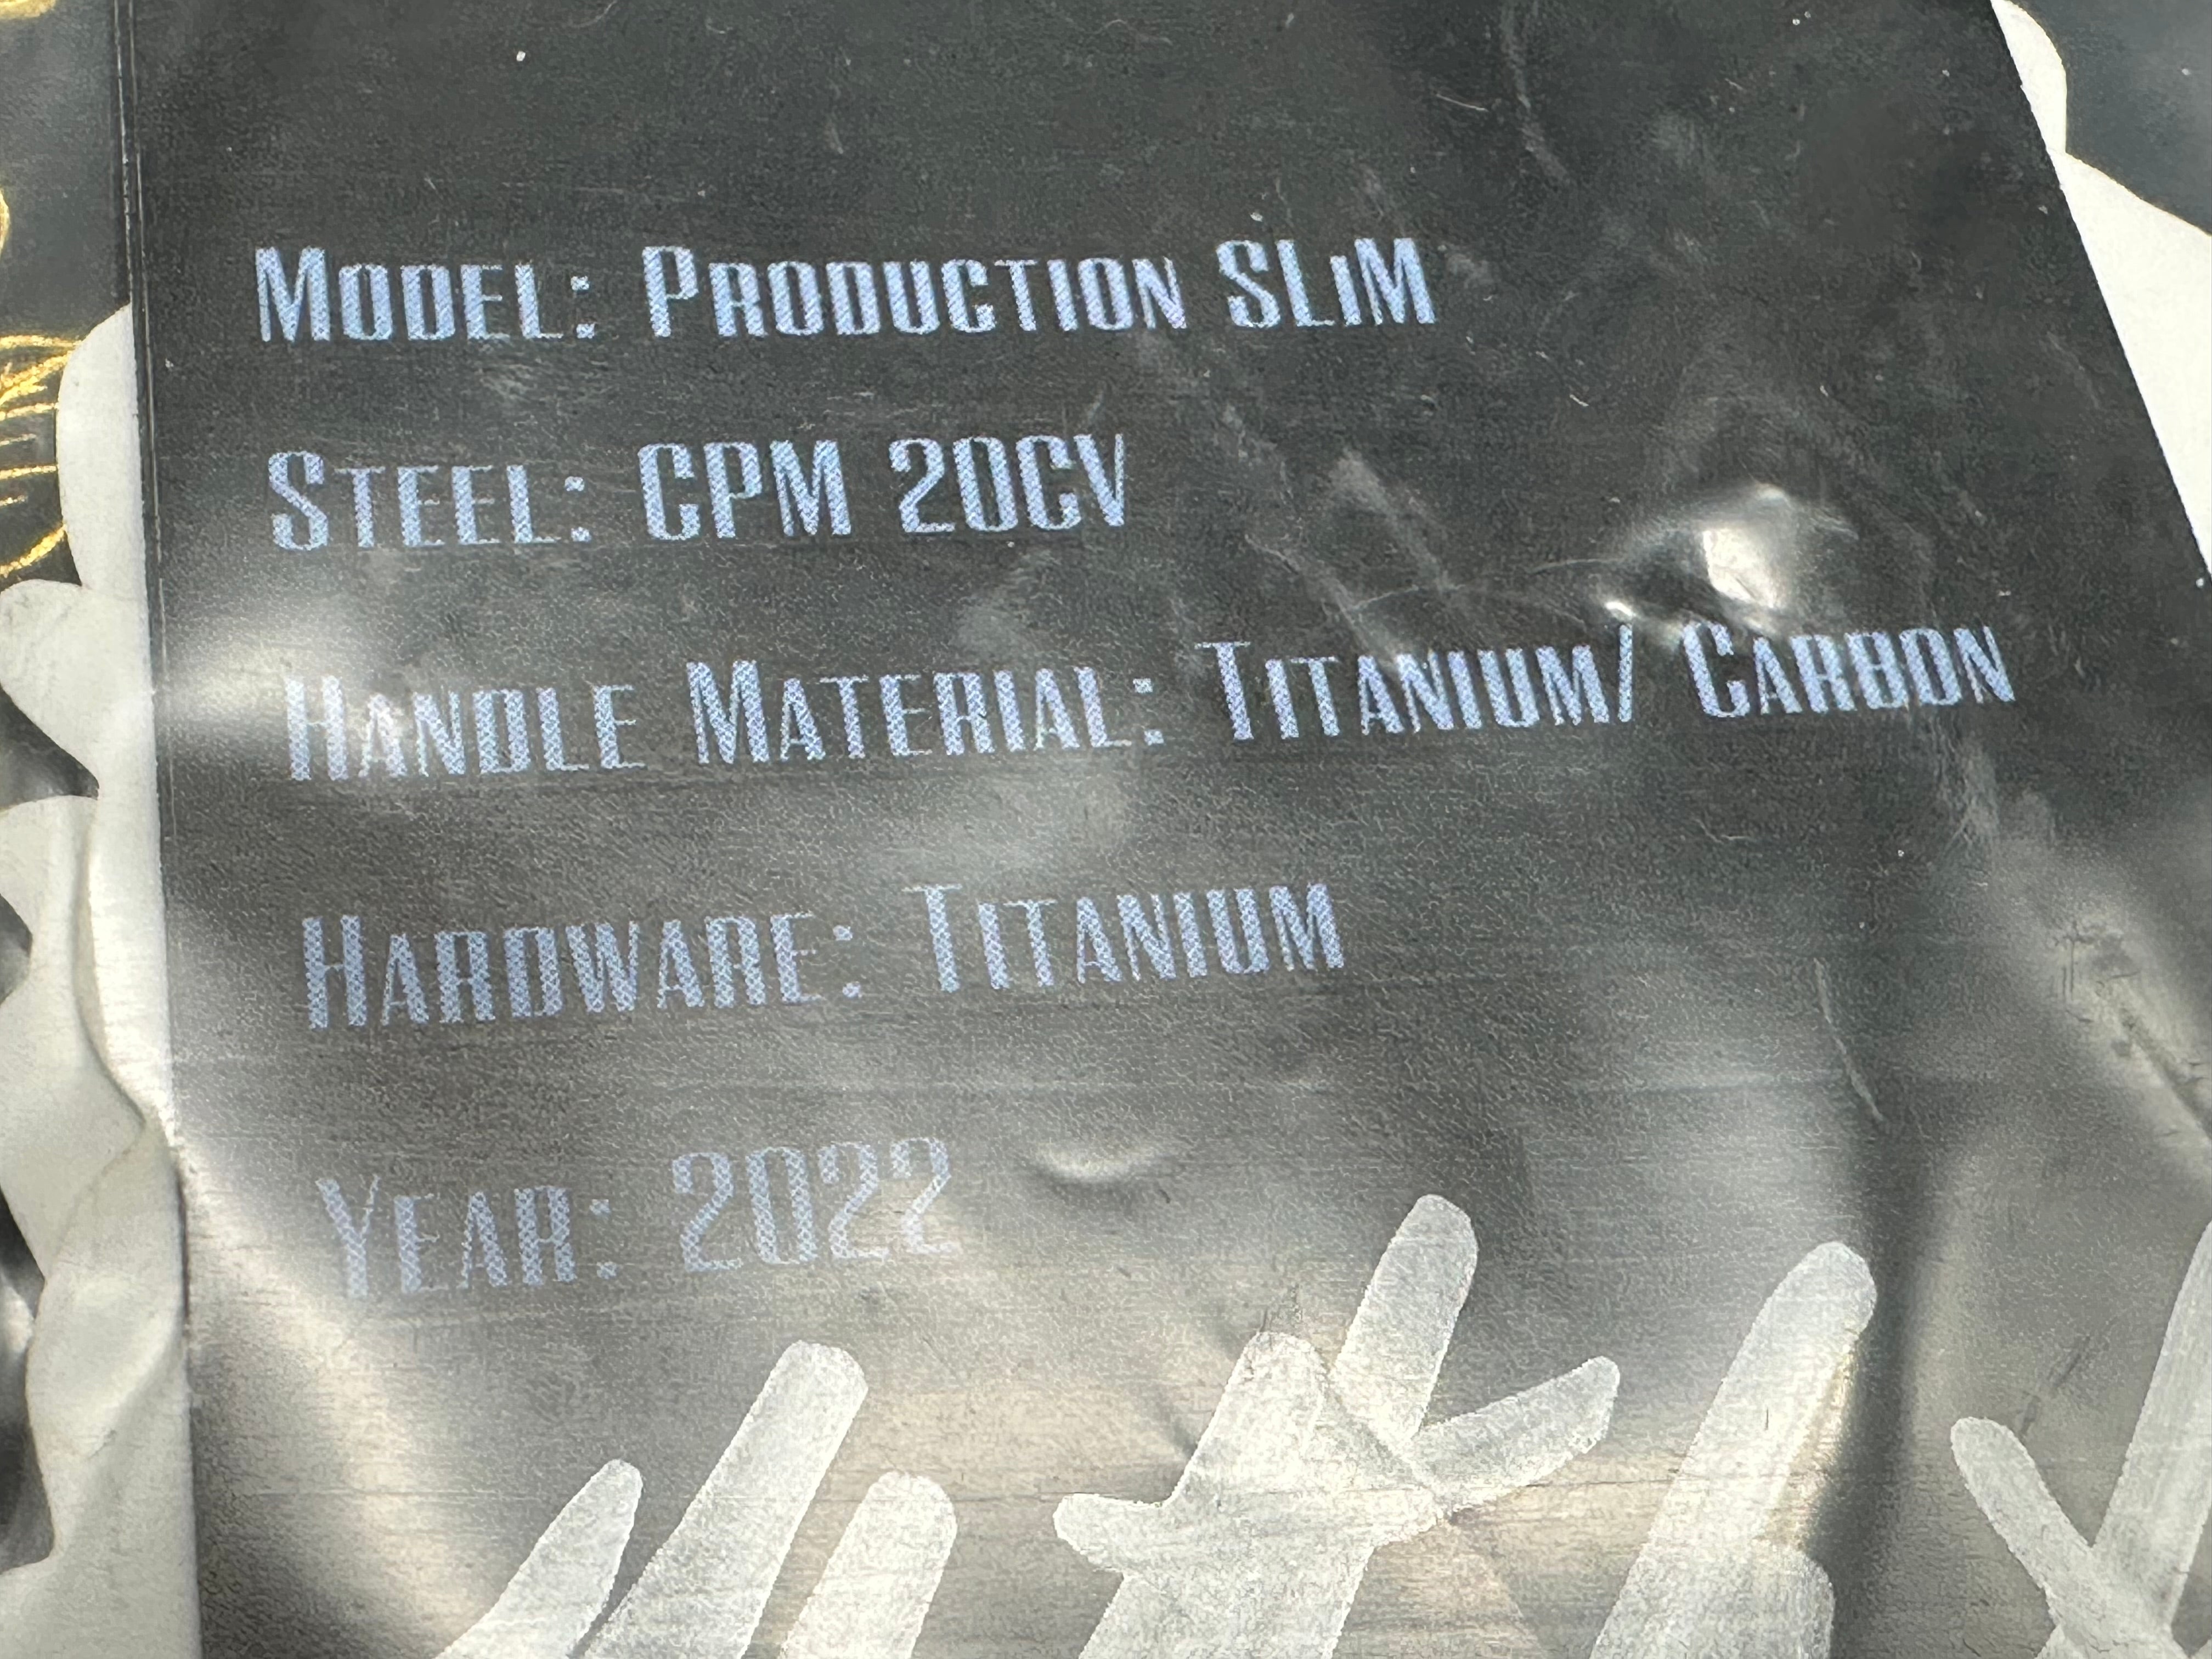 Model: Production SLiM
Steel: CPM 20CV
Handle Material: Titanium/ Carbon
Hardware: Titanium
Year: 2022